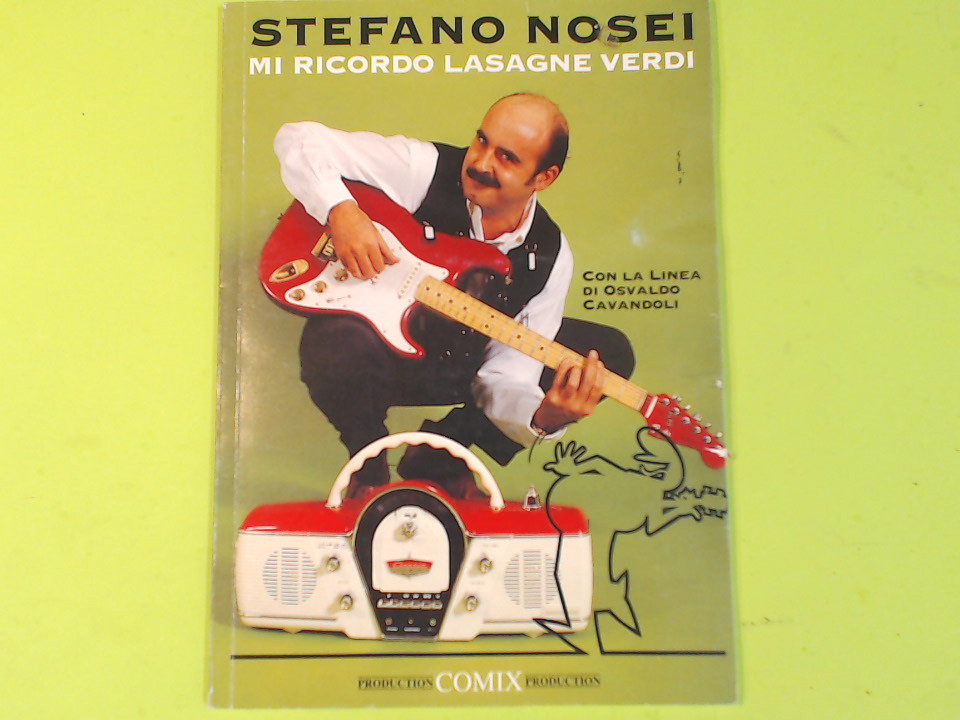 STEFANO NOSEI
MI RICORDO LASAGNE VERDI
CON LA LINEA
DI OSVALDO
CAVANDOLI
PRODUCTION COMIX PRODUCTION